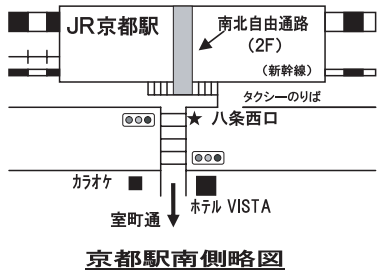 JR京都駅
南北自由通路
(2F)
(新幹線)
タクシーのりば
★ 八条西口
カラオケ
ホテル VISTA
室町通
京都駅南側略図